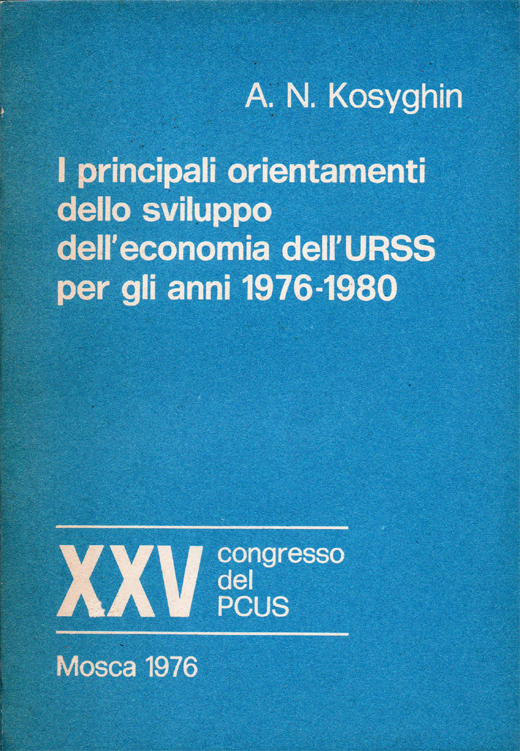 A. N. Kosyghin
I principali orientamenti
dello sviluppo
dell'economia dell'URSS
per gli anni 1976-1980
XXV
congresso
del
PCUS
Mosca 1976